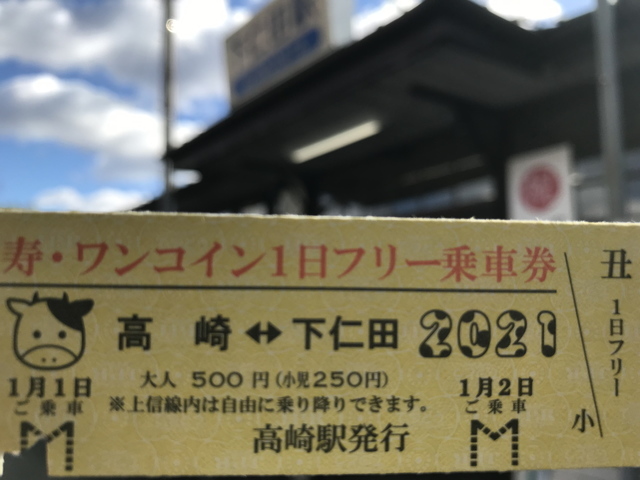 寿・ワンコイン1日フリー乗車券
高崎⇔下仁田 2021
大人 500円(小児250円)
※上信線内は自由に乗り降りできます。
1月1日
ご乗車
1月2日
ご乗車
高崎駅発行
丑
1日フリー
小